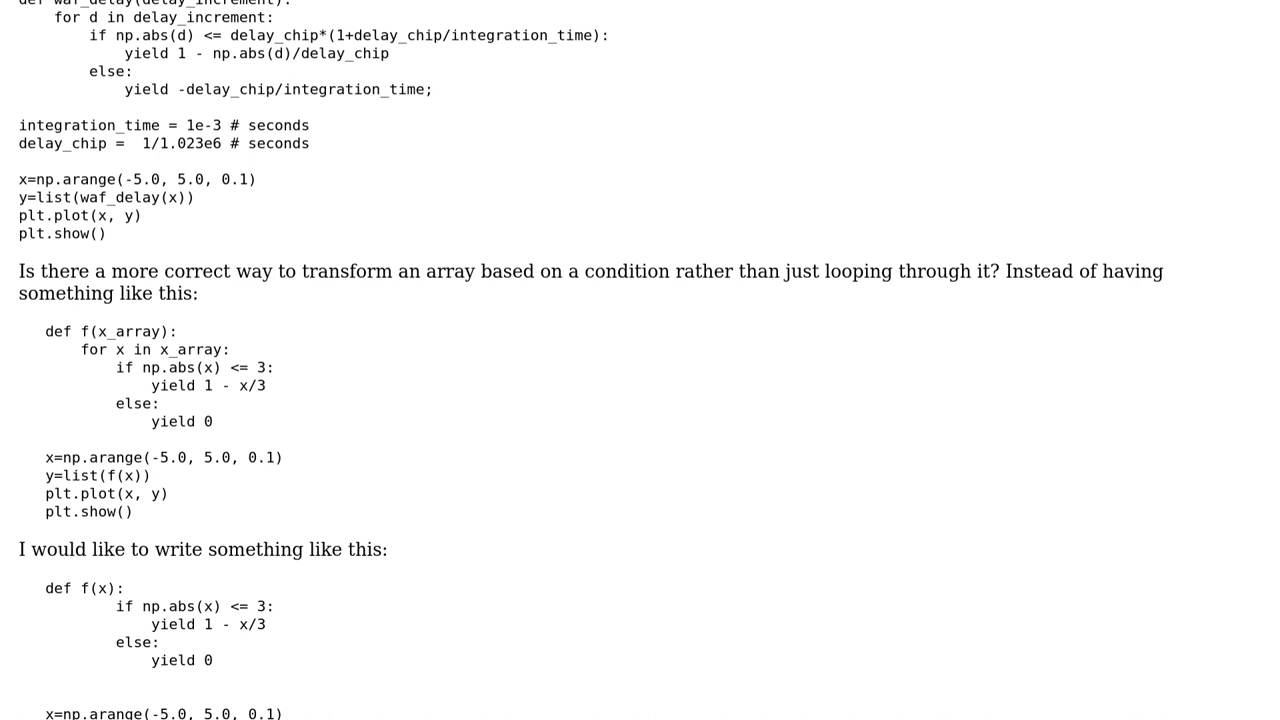 def waf_delay(delay_increment):
    for d in delay_increment:
        if np.abs(d) <= delay_chip*(1+delay_chip/integration_time):
            yield 1 - np.abs(d)/delay_chip
        else:
            yield -delay_chip/integration_time;

integration_time = 1e-3 # seconds
delay_chip =  1/1.023e6 # seconds

x=np.arange(-5.0, 5.0, 0.1)
y=list(waf_delay(x))
plt.plot(x, y)
plt.show()

Is there a more correct way to transform an array based on a condition rather than just looping through it? Instead of having
something like this:

   def f(x_array):
       for x in x_array:
           if np.abs(x) <= 3:
               yield 1 - x/3
           else:
               yield 0

   x=np.arange(-5.0, 5.0, 0.1)
   y=list(f(x))
   plt.plot(x, y)
   plt.show()

I would like to write something like this:

   def f(x):
           if np.abs(x) <= 3:
               yield 1 - x/3
           else:
               yield 0


   x=np.arange(-5.0, 5.0, 0.1)